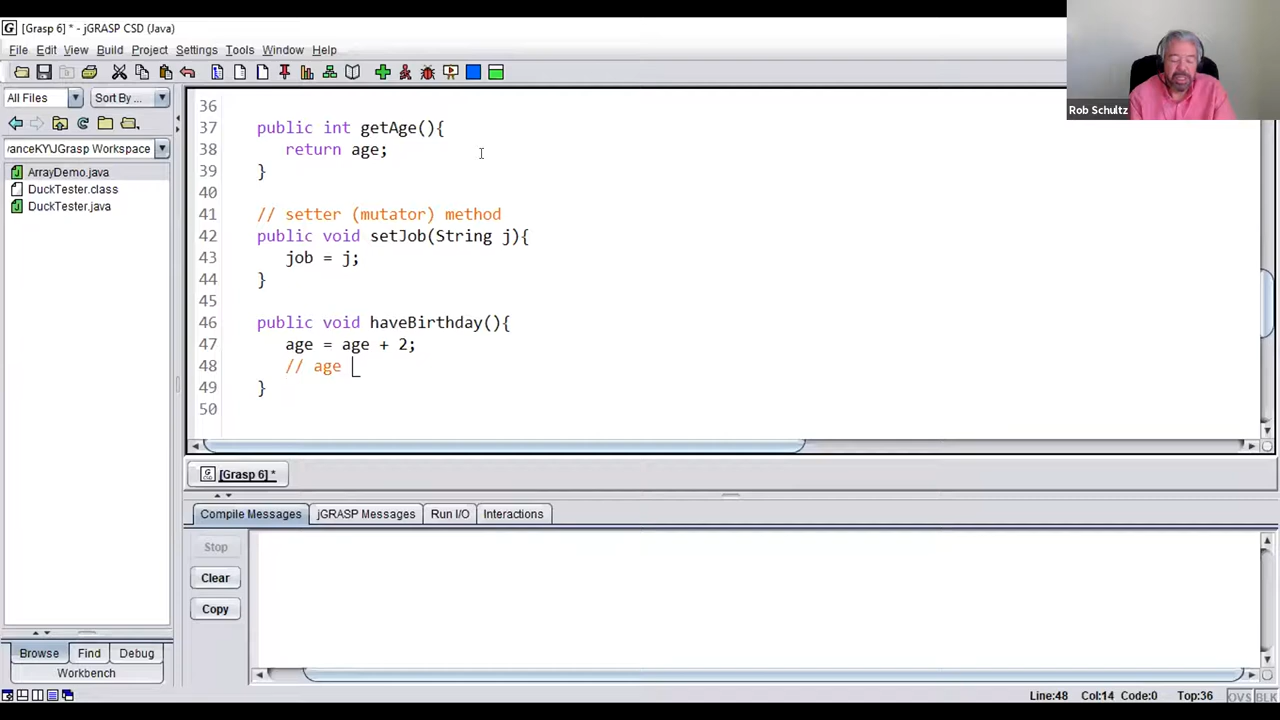 [Grasp 6] * - jGRASP CSD (Java)
File Edit View Build Project Settings Tools Window Help
Rob Schultz
All Files Sort By ...
vanceKY\JGrasp Workspace
ArrayDemo.java
DuckTester.class
DuckTester.java
36
37 public int getAge(){
38 return age;
39 }
40
41 // setter (mutator) method
42 public void setJob(String j){
43 job = j;
44 }
45
46 public void haveBirthday(){
47 age = age + 2;
48 // age
49 }
50
[Grasp 6] *
Compile Messages jGRASP Messages Run I/O Interactions
Stop
Clear
Copy
Browse Find Debug
Workbench
Line:48 Col:14 Code:0 Top:36 OVS BLK